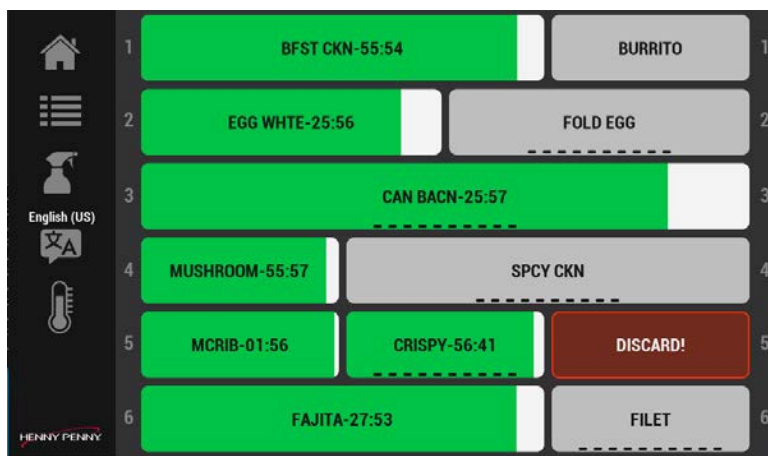 1 BFST CKN-55:54 BURRITO 1
2 EGG WHTE-25:56 FOLD EGG 2
3 CAN BACN-25:57 3
English (US)
文A
4 MUSHROOM-55:57 SPCY CKN 4
5 MCRIB-01:56 CRISPY-56:41 DISCARD! 5
6 FAJITA-27:53 FILET 6
HENNY PENNY